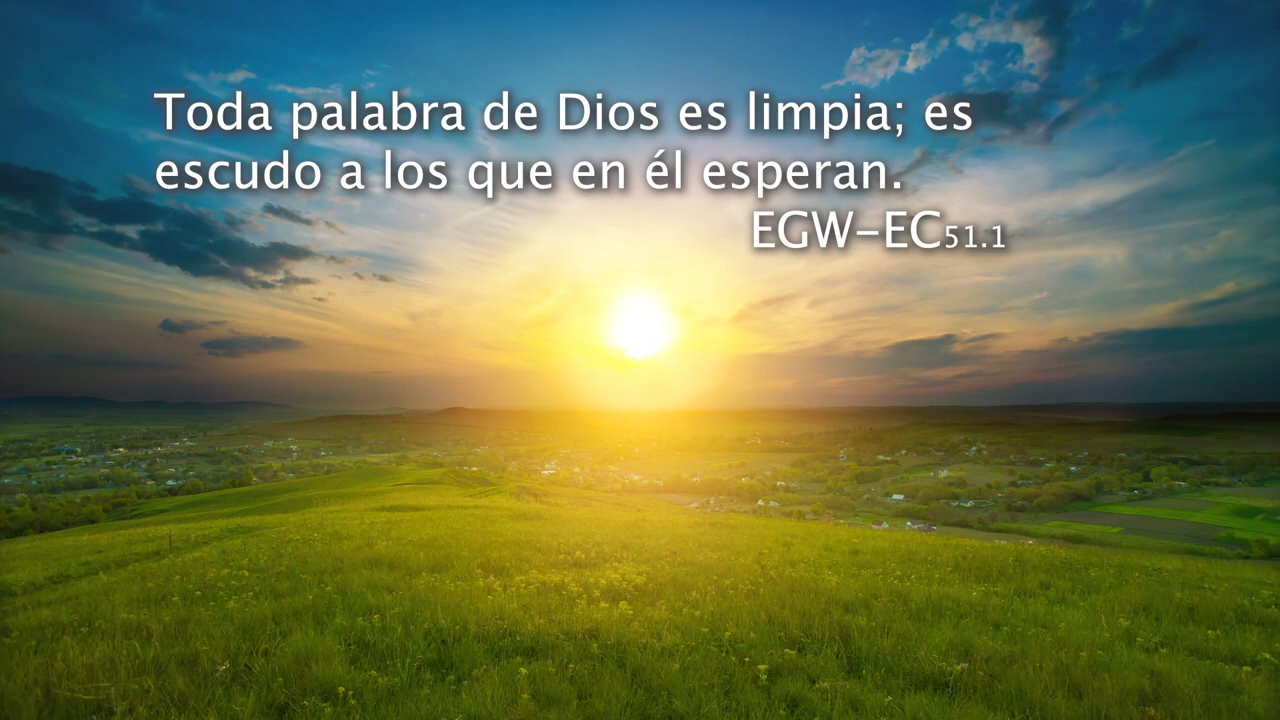 Toda palabra de Dios es limpia; es
escudo a los que en él esperan.
EGW-EC51.1